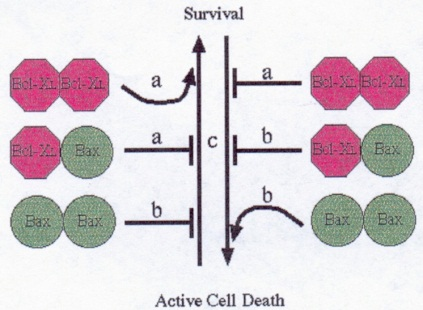 Survival
Bcl-XL Bcl-XL a a Bcl-XL Bcl-XL
Bcl-XL Bax a c b Bcl-XL Bax
Bax Bax b b Bax Bax
Active Cell Death